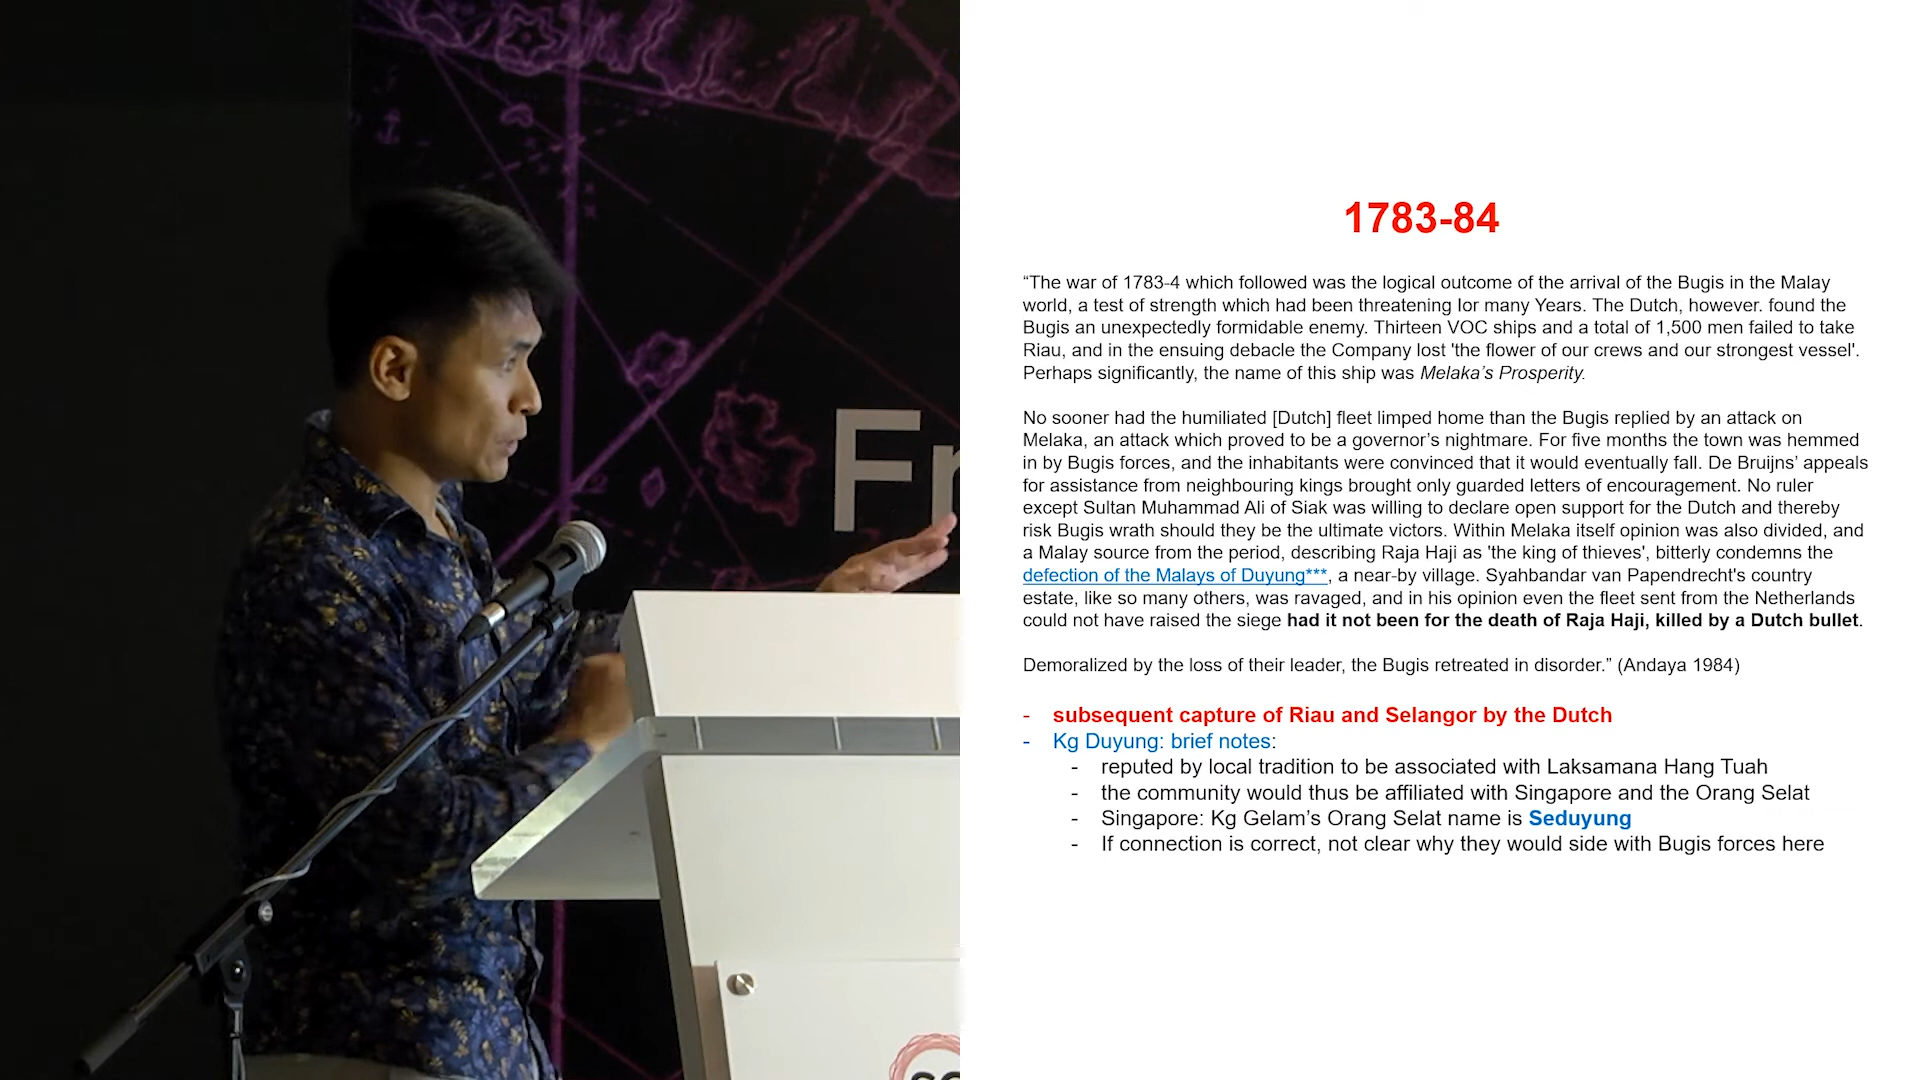 Fr
1783-84
“The war of 1783-4 which followed was the logical outcome of the arrival of the Bugis in the Malay
world, a test of strength which had been threatening Ior many Years. The Dutch, however. found the
Bugis an unexpectedly formidable enemy. Thirteen VOC ships and a total of 1,500 men failed to take
Riau, and in the ensuing debacle the Company lost 'the flower of our crews and our strongest vessel'.
Perhaps significantly, the name of this ship was Melaka’s Prosperity.
No sooner had the humiliated [Dutch] fleet limped home than the Bugis replied by an attack on
Melaka, an attack which proved to be a governor’s nightmare. For five months the town was hemmed
in by Bugis forces, and the inhabitants were convinced that it would eventually fall. De Bruijns’ appeals
for assistance from neighbouring kings brought only guarded letters of encouragement. No ruler
except Sultan Muhammad Ali of Siak was willing to declare open support for the Dutch and thereby
risk Bugis wrath should they be the ultimate victors. Within Melaka itself opinion was also divided, and
a Malay source from the period, describing Raja Haji as 'the king of thieves', bitterly condemns the
defection of the Malays of Duyung***, a near-by village. Syahbandar van Papendrecht's country
estate, like so many others, was ravaged, and in his opinion even the fleet sent from the Netherlands
could not have raised the siege had it not been for the death of Raja Haji, killed by a Dutch bullet.
Demoralized by the loss of their leader, the Bugis retreated in disorder.” (Andaya 1984)
- subsequent capture of Riau and Selangor by the Dutch
- Kg Duyung: brief notes:
- reputed by local tradition to be associated with Laksamana Hang Tuah
- the community would thus be affiliated with Singapore and the Orang Selat
- Singapore: Kg Gelam’s Orang Selat name is Seduyung
- If connection is correct, not clear why they would side with Bugis forces here